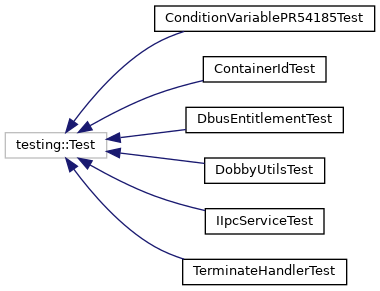 ConditionVariablePR54185Test
ContainerIdTest
DbusEntitlementTest
testing::Test
DobbyUtilsTest
IIpcServiceTest
TerminateHandlerTest